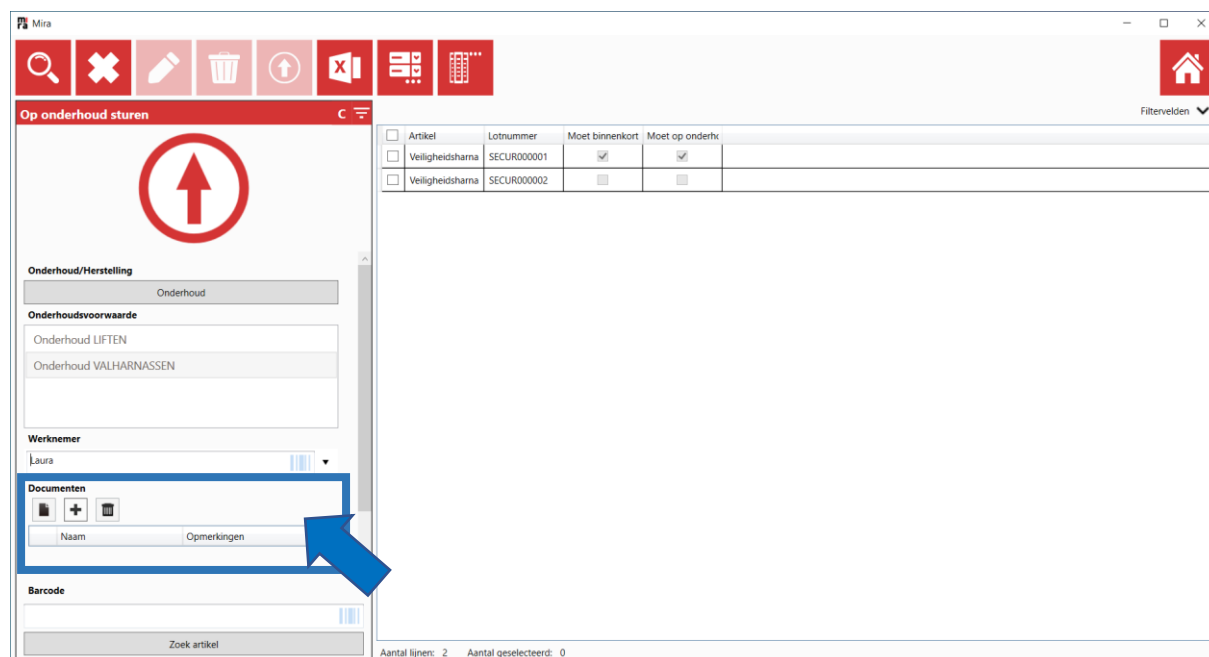 Mira
Op onderhoud sturen
C
Filtervelden
Artikel Lotnummer Moet binnenkort Moet op onderhc
Veiligheidsharna SECUR000001
Veiligheidsharna SECUR000002
Onderhoud/Herstelling
Onderhoud
Onderhoudsvoorwaarde
Onderhoud LIFTEN
Onderhoud VALHARNASSEN
Werknemer
Laura
Documenten
Naam Opmerkingen
Barcode
Zoek artikel
Aantal lijnen: 2 Aantal geselecteerd: 0